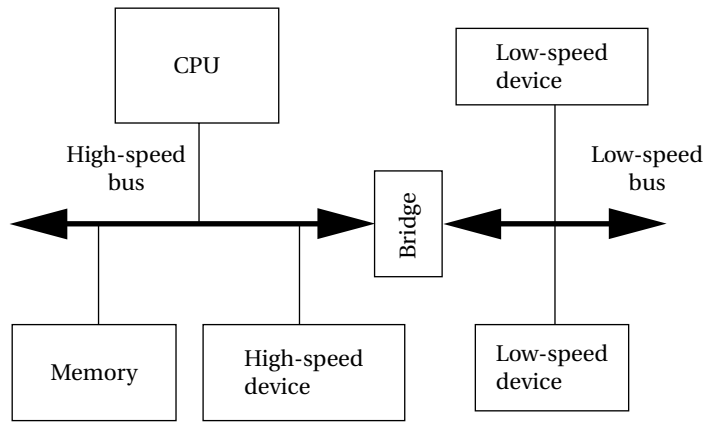 CPU
Low-speed
device
High-speed
bus
Low-speed
bus
Bridge
Memory
High-speed
device
Low-speed
device